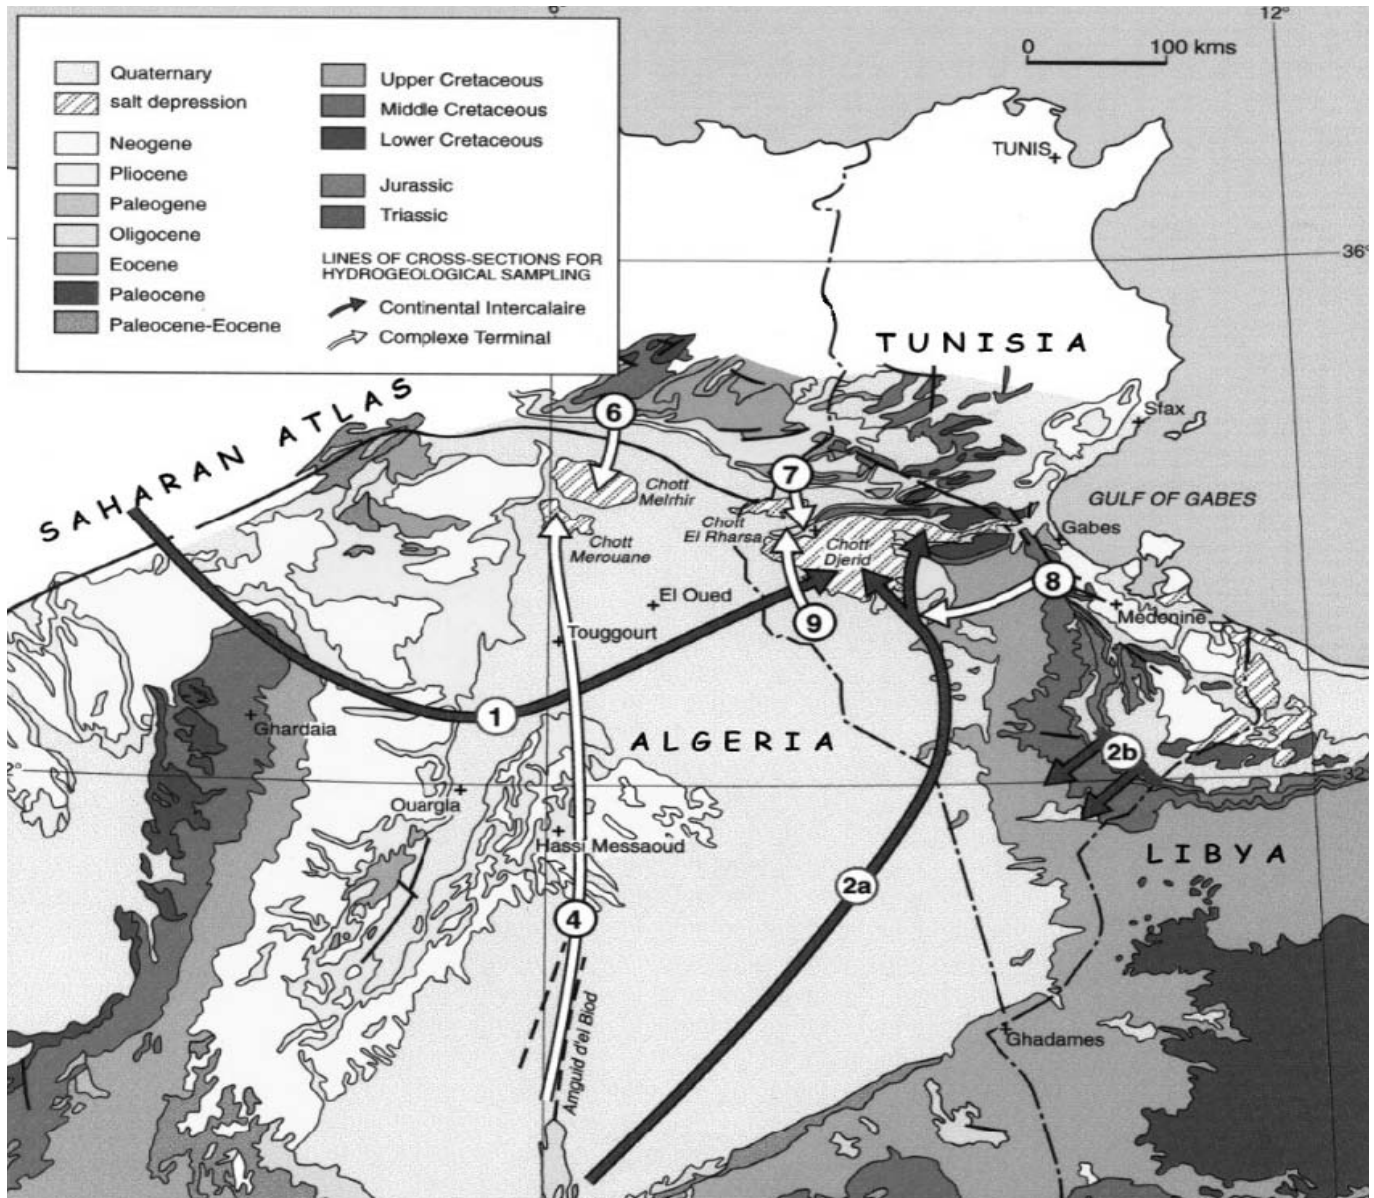 6°
12°
0 100 kms
Quaternary
salt depression
Neogene
Pliocene
Paleogene
Oligocene
Eocene
Paleocene
Paleocene-Eocene
Upper Cretaceous
Middle Cretaceous
Lower Cretaceous
Jurassic
Triassic
LINES OF CROSS-SECTIONS FOR
HYDROGEOLOGICAL SAMPLING
Continental Intercalaire
Complexe Terminal
TUNIS
36°
TUNISIA
SAHARAN ATLAS
Sfax
6
7
Chott
Melrhir
GULF OF GABES
Chott
El Rharsa
Gabes
Chott
Merouane
Chott
Djerid
8
El Oued
Medenine
9
Touggourt
1
Ghardaia
ALGERIA
2b
32
Ouargla
Hassi Messaoud
LIBYA
2a
4
Amguid d'el Biod
Ghadames